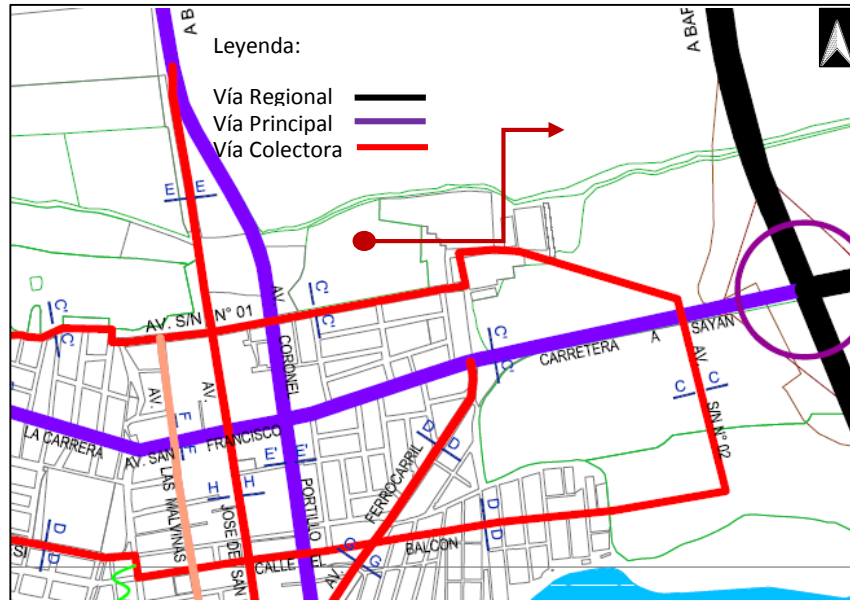 Leyenda:
Vía Regional
Vía Principal
Vía Colectora
A B
A BAR
E E
C' C'
C' C'
AV. S/N N° 01
AV. CORONEL PORTILLO
C' C'
CARRETERA A SAYAN
AV. S/N N° 02
C C
LA CARRERA
AV. SAN FRANCISCO
AV. LAS MALVINAS
F F
E' E'
H H
AV. JOSE DE SAN
AV. FERROCARRIL
D D
D D
D D
SI
CALLE EL BALCON
G G